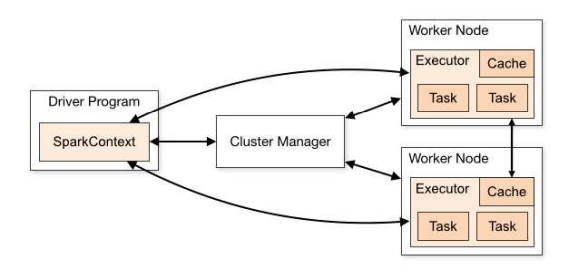 Driver Program
SparkContext
Cluster Manager
Worker Node
Executor
Cache
Task
Task
Worker Node
Executor
Cache
Task
Task